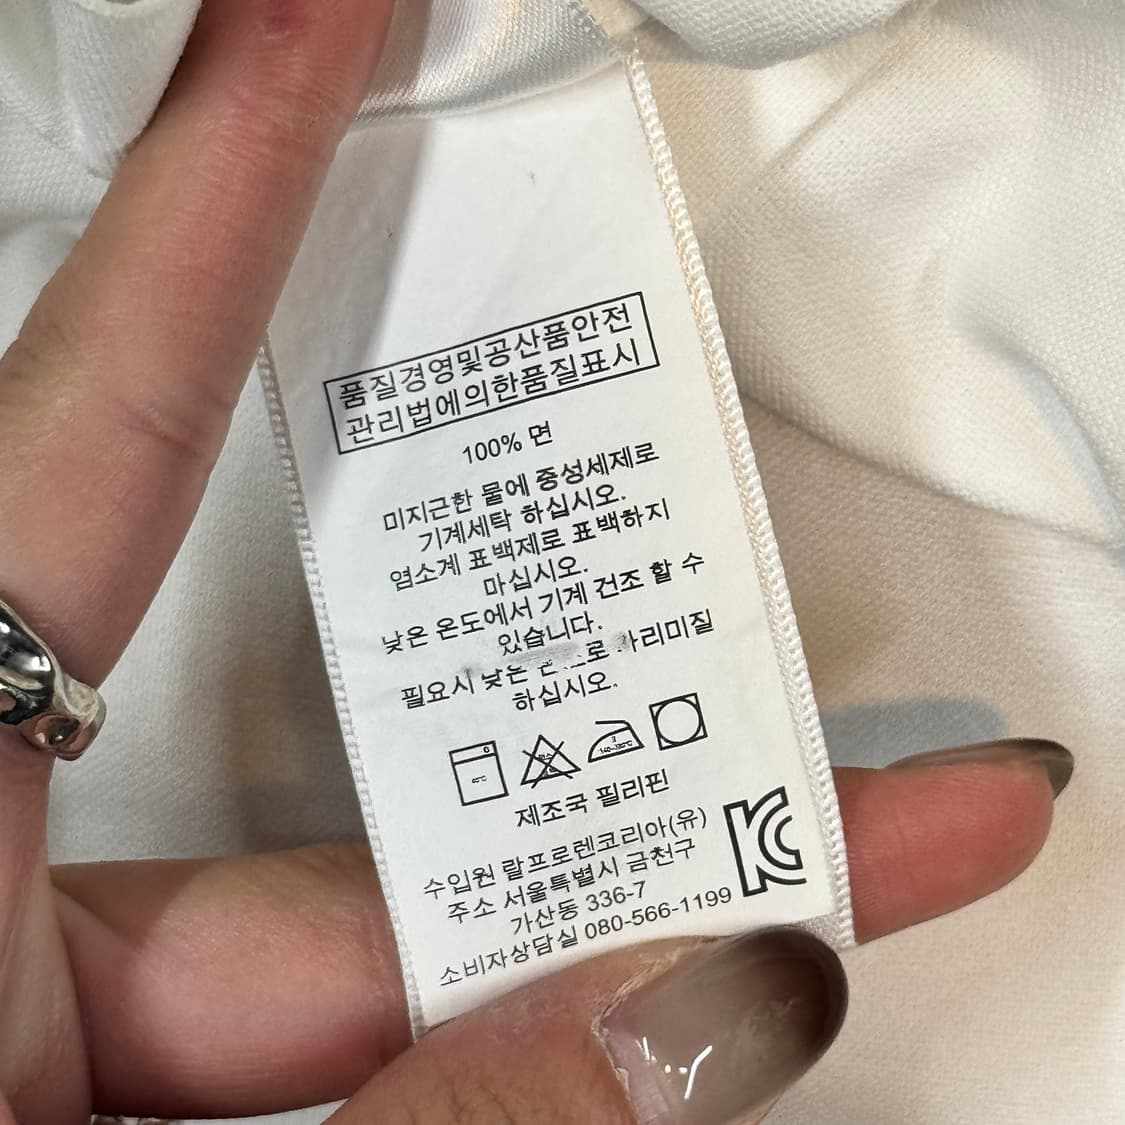 품질경영및공산품안전
관리법에의한품질표시
100% 면
미지근한 물에 중성세제로
기계세탁 하십시오.
염소계 표백제로 표백하지
마십시오.
낮은 온도에서 기계 건조 할 수
있습니다.
필요시 낮은 다리미질
하십시오.
제조국 필리핀
수입원 랄프로렌코리아(유)
주소 서울특별시 금천구
가산동 336-7
소비자상담실 080-566-1199